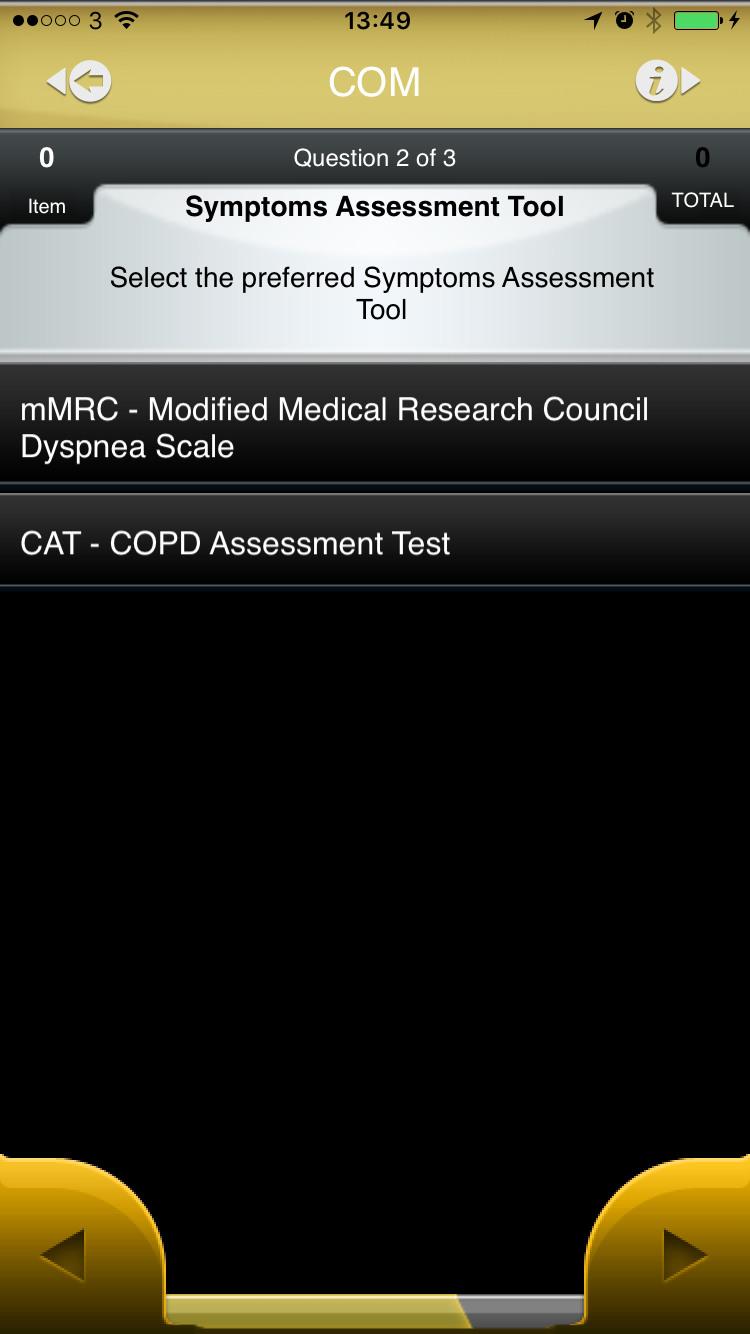 3 13:49
COM
0 Question 2 of 3 0
Item Symptoms Assessment Tool TOTAL
Select the preferred Symptoms Assessment
Tool
mMRC - Modified Medical Research Council
Dyspnea Scale
CAT - COPD Assessment Test